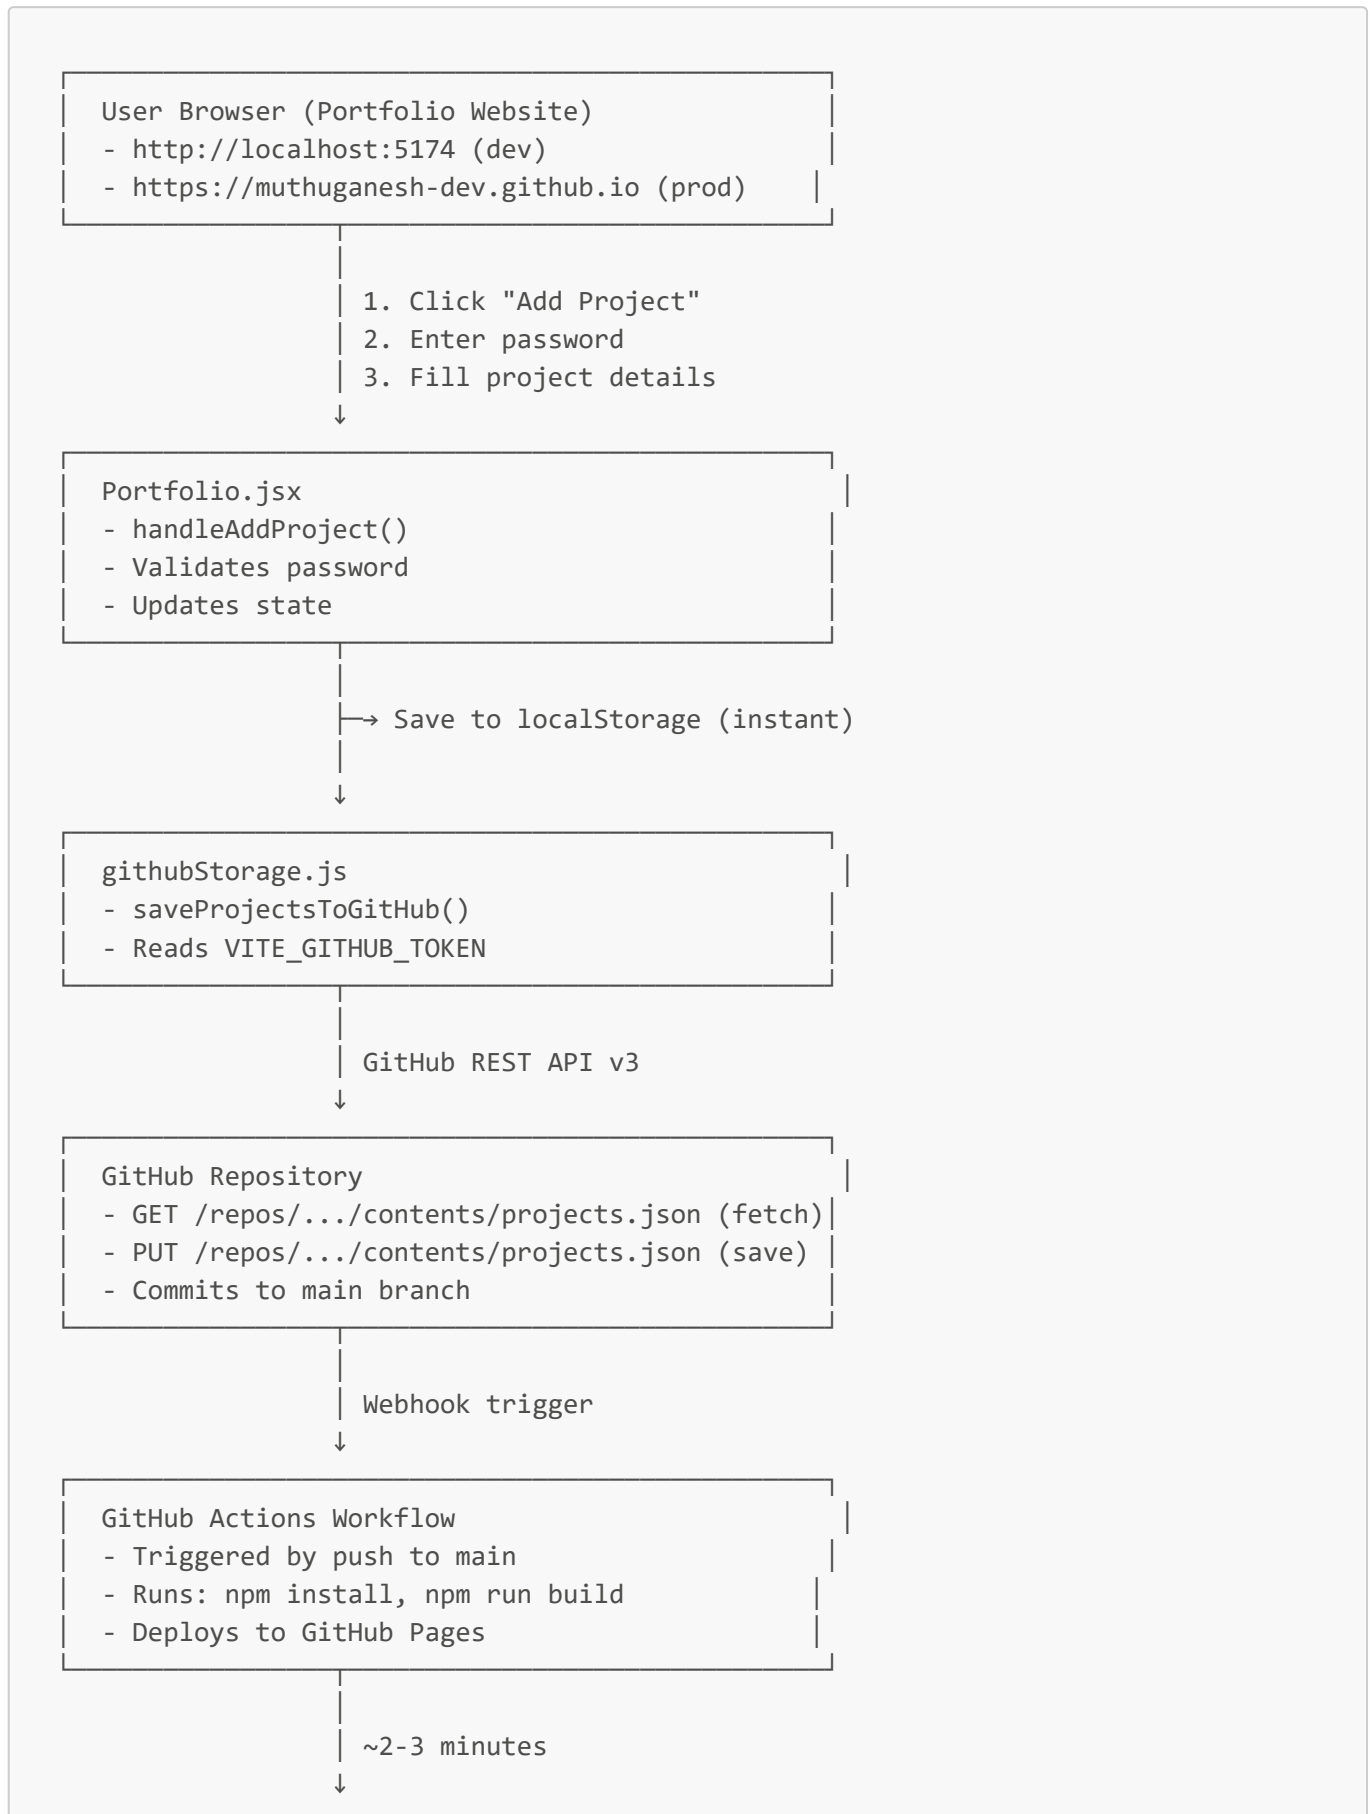 User Browser (Portfolio Website)
- http://localhost:5174 (dev)
- https://muthuganesh-dev.github.io (prod)
1. Click "Add Project"
2. Enter password
3. Fill project details
↓
Portfolio.jsx
- handleAddProject()
- Validates password
- Updates state
├─→ Save to localStorage (instant)
↓
githubStorage.js
- saveProjectsToGitHub()
- Reads VITE_GITHUB_TOKEN
GitHub REST API v3
↓
GitHub Repository
- GET /repos/.../contents/projects.json (fetch)
- PUT /repos/.../contents/projects.json (save)
- Commits to main branch
Webhook trigger
↓
GitHub Actions Workflow
- Triggered by push to main
- Runs: npm install, npm run build
- Deploys to GitHub Pages
~2-3 minutes
↓